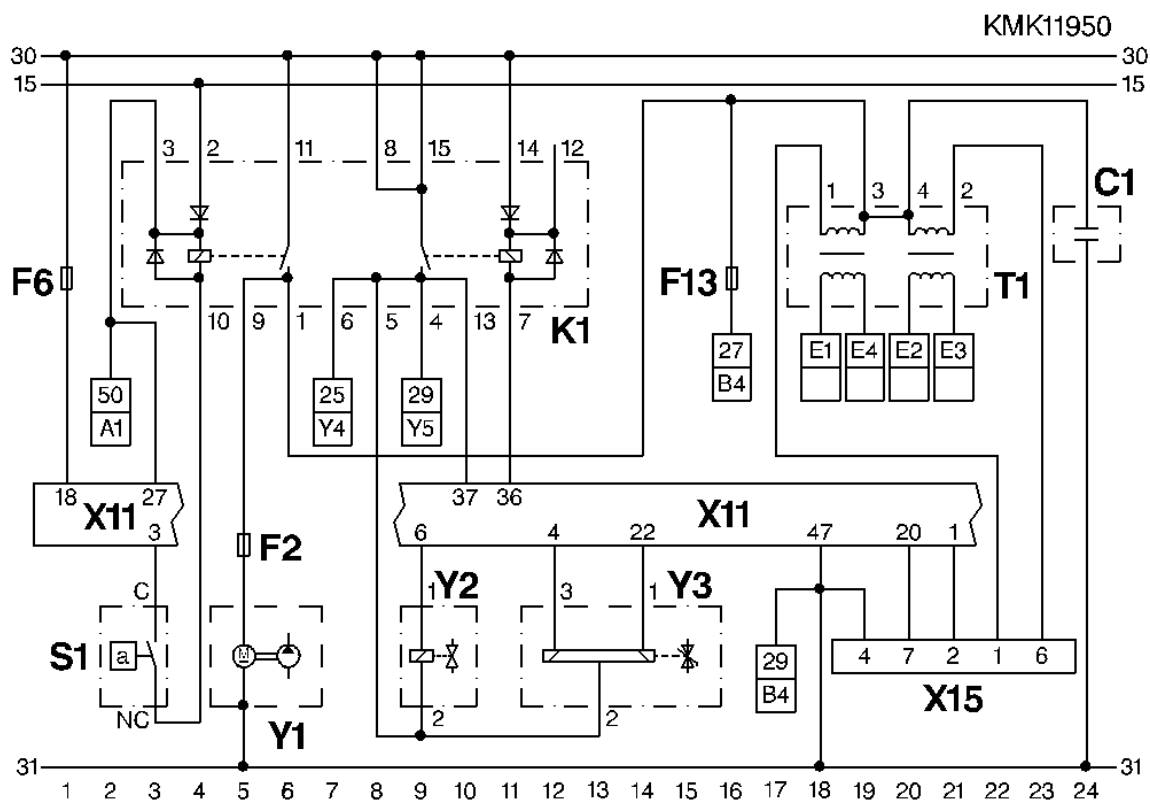 KMK11950
30 30
15 15
3 2 11 8 15 14 12
1 3 4 2
C1
F6
F13
T1
10 9 1 6 5 4 13 7
K1
27
B4
E1 E4 E2 E3
50
A1
25
Y4
29
Y5
18 27
X11
3
37 36
X11
6 4 22 47 20 1
F2
C
S1
a
NC
M
Y1
1
Y2
2
3 1
Y3
2
29
B4
4 7 2 1 6
X15
31 31
1 2 3 4 5 6 7 8 9 10 11 12 13 14 15 16 17 18 19 20 21 22 23 24